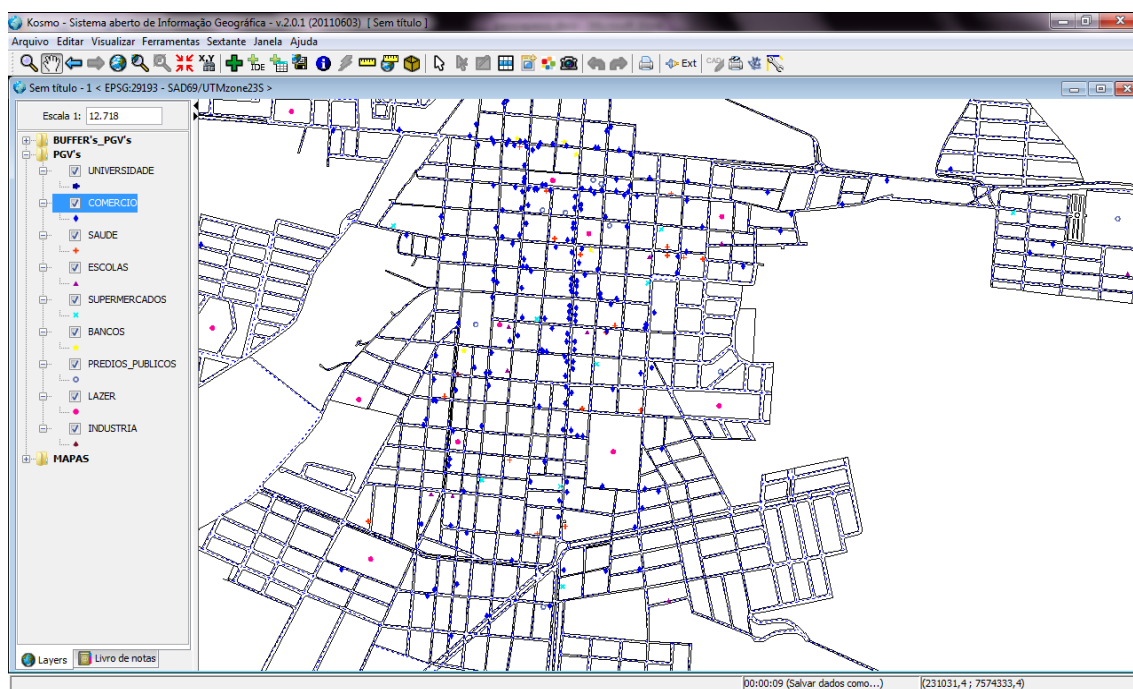 Kosmo - Sistema aberto de Informação Geográfica - v.2.0.1 (20110603) [ Sem título ]
Arquivo Editar Visualizar Ferramentas Sextante Janela Ajuda
X,Y
TDE
Ext
CAD
Sem título - 1 < EPSG:29193 - SAD69/UTMzone23S >
Escala 1: 12.718
BUFFER's_PGV's
PGV's
UNIVERSIDADE
COMERCIO
SAUDE
ESCOLAS
SUPERMERCADOS
BANCOS
PREDIOS_PUBLICOS
LAZER
INDUSTRIA
MAPAS
Layers Livro de notas
00:00:09 (Salvar dados como...) (231031,4 ; 7574333,4)